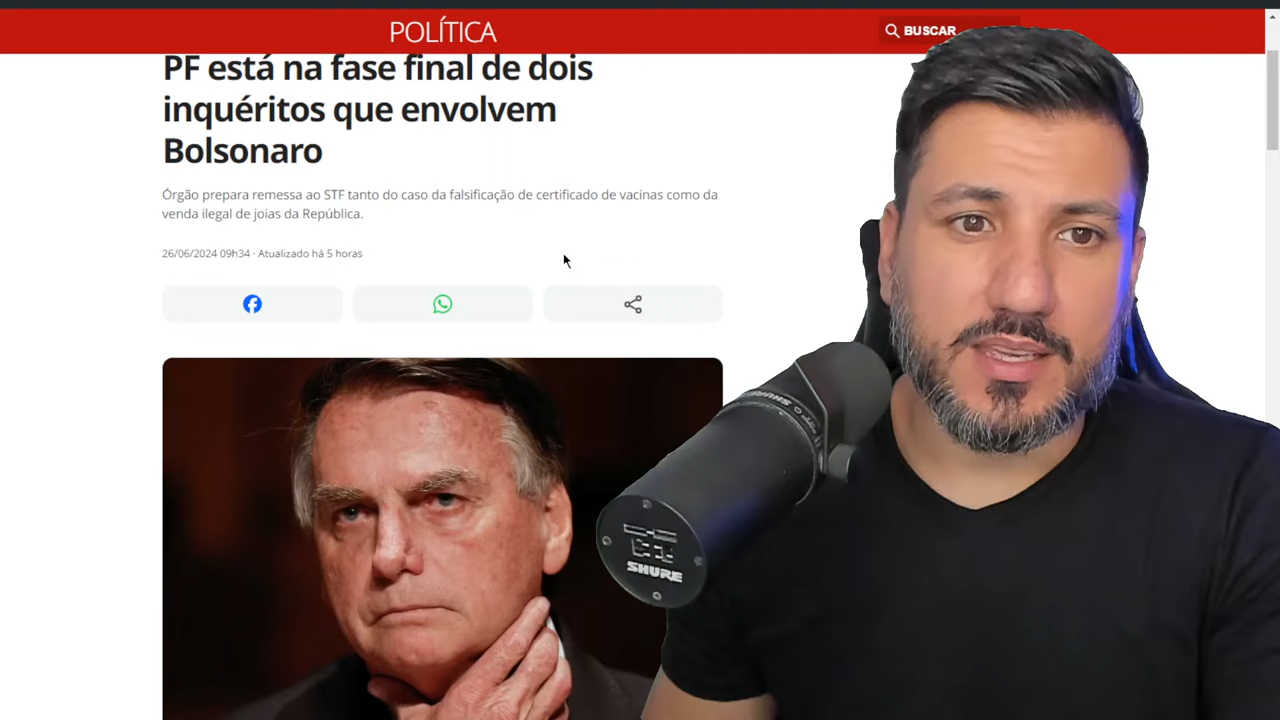 POLÍTICA
BUSCAR
PF está na fase final de dois
inquéritos que envolvem
Bolsonaro
Órgão prepara remessa ao STF tanto do caso da falsificação de certificado de vacinas como da
venda ilegal de joias da República.
26/06/2024 09h34 · Atualizado há 5 horas
SHURE